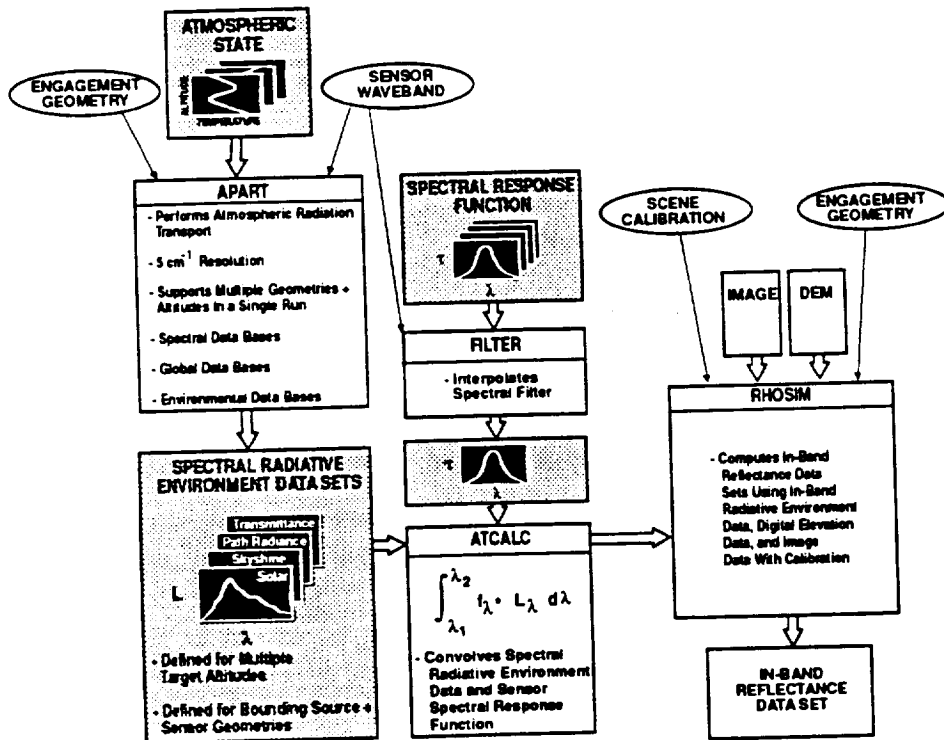 ATMOSPHERIC
STATE
ALTITUDE
TEMPERATURE
ENGAGEMENT
GEOMETRY
SENSOR
WAVEBAND
APART
- Performs Atmospheric Radiation
Transport
- 5 cm⁻¹ Resolution
- Supports Multiple Geometries +
Altitudes in a Single Run
- Spectral Data Bases
- Global Data Bases
- Environmental Data Bases
SPECTRAL RADIATIVE
ENVIRONMENT DATA SETS
Transmittance
Path Radiance
Skyshine
Solar
L
λ
- Defined for Multiple
Target Altitudes
- Defined for Bounding Source +
Sensor Geometries
SPECTRAL RESPONSE
FUNCTION
τ
λ
FILTER
- Interpolates
Spectral Filter
τ
λ
ATCALC
∫λ₁^λ₂ fλ • Lλ dλ
- Convolves Spectral
Radiative Environment
Data and Sensor
Spectral Response
Function
SCENE
CALIBRATION
ENGAGEMENT
GEOMETRY
IMAGE
DEM
RHOSIM
- Computes In-Band
Reflectance Data
Sets Using In-Band
Radiative Environment
Data, Digital Elevation
Data, and Image
Data With Calibration
IN-BAND
REFLECTANCE
DATA SET